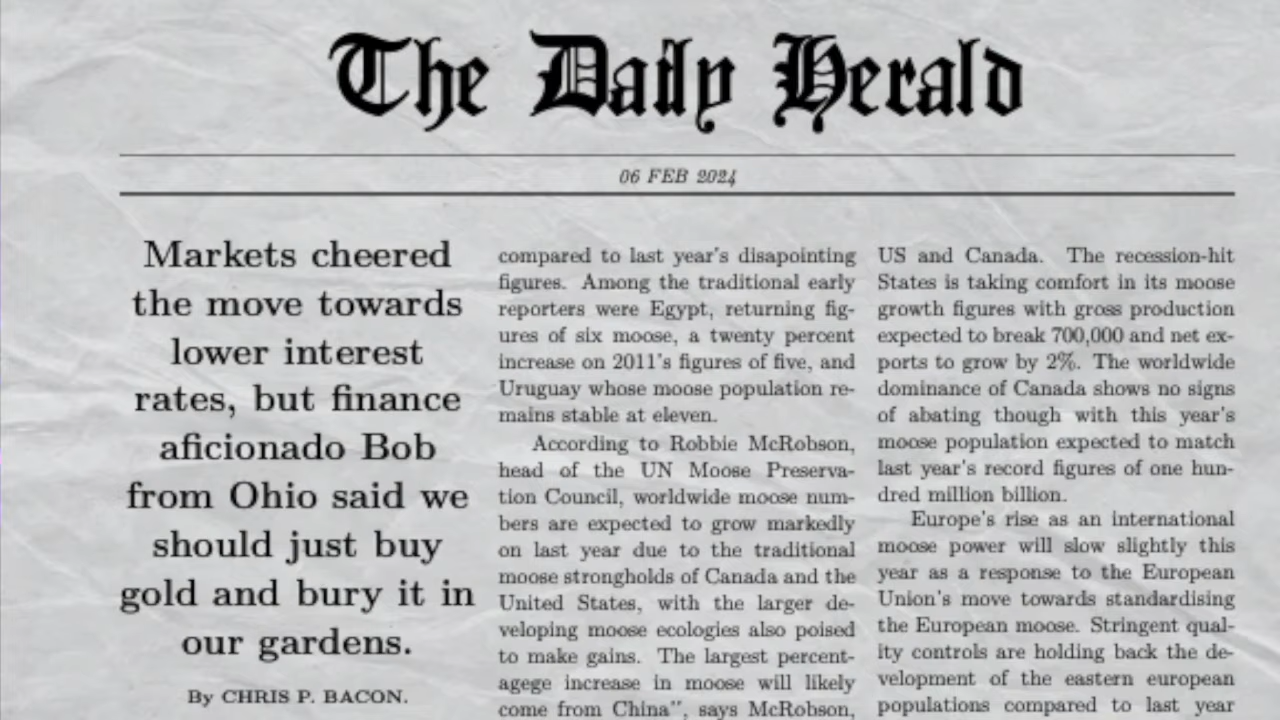 The Daily Herald
06 FEB 2024
Markets cheered
the move towards
lower interest
rates, but finance
aficionado Bob
from Ohio said we
should just buy
gold and bury it in
our gardens.
By CHRIS P. BACON.
compared to last year's disapointing
figures. Among the traditional early
reporters were Egypt, returning fig-
ures of six moose, a twenty percent
increase on 2011's figures of five, and
Uruguay whose moose population re-
mains stable at eleven.
According to Robbie McRobson,
head of the UN Moose Preserva-
tion Council, worldwide moose num-
bers are expected to grow markedly
on last year due to the traditional
moose strongholds of Canada and the
United States, with the larger de-
veloping moose ecologies also poised
to make gains. The largest percent-
agege increase in moose will likely
come from China", says McRobson,
US and Canada. The recession-hit
States is taking comfort in its moose
growth figures with gross production
expected to break 700,000 and net ex-
ports to grow by 2%. The worldwide
dominance of Canada shows no signs
of abating though with this year's
moose population expected to match
last year's record figures of one hun-
dred million billion.
Europe's rise as an international
moose power will slow slightly this
year as a response to the European
Union's move towards standardising
the European moose. Stringent qual-
ity controls are holding back the de-
velopment of the eastern european
populations compared to last year